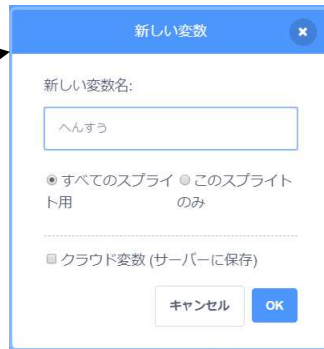 新しい変数
新しい変数名:
へんすう
すべてのスプライト用
このスプライトのみ
クラウド変数 (サーバーに保存)
キャンセル
OK